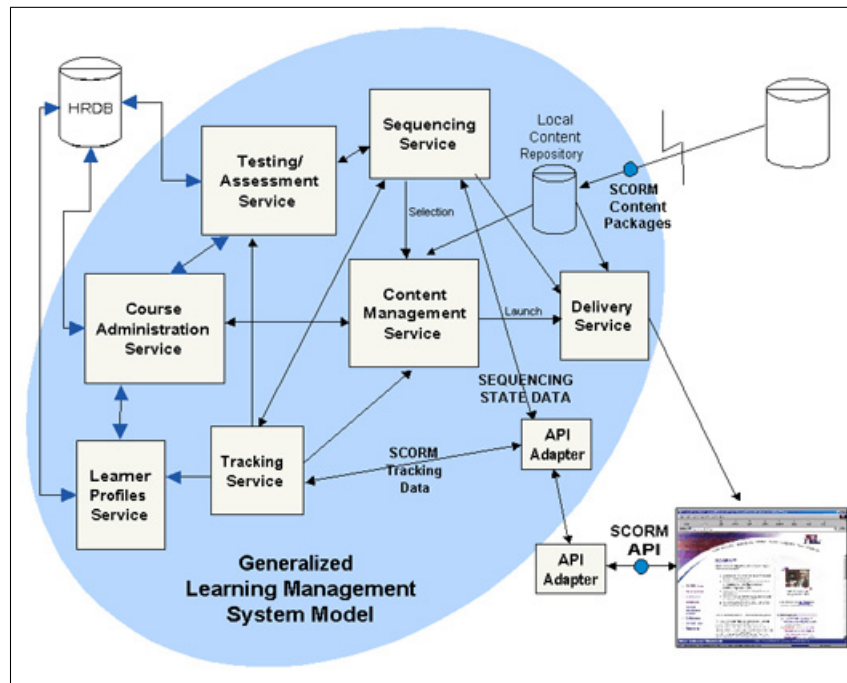 HRDB
Testing/
Assessment
Service
Sequencing
Service
Local
Content
Repository
SCORM
Content
Packages
Selection
Course
Administration
Service
Content
Management
Service
Launch
Delivery
Service
SEQUENCING
STATE DATA
Learner
Profiles
Service
Tracking
Service
SCORM
Tracking
Data
API
Adapter
SCORM
API
API
Adapter
Generalized
Learning Management
System Model